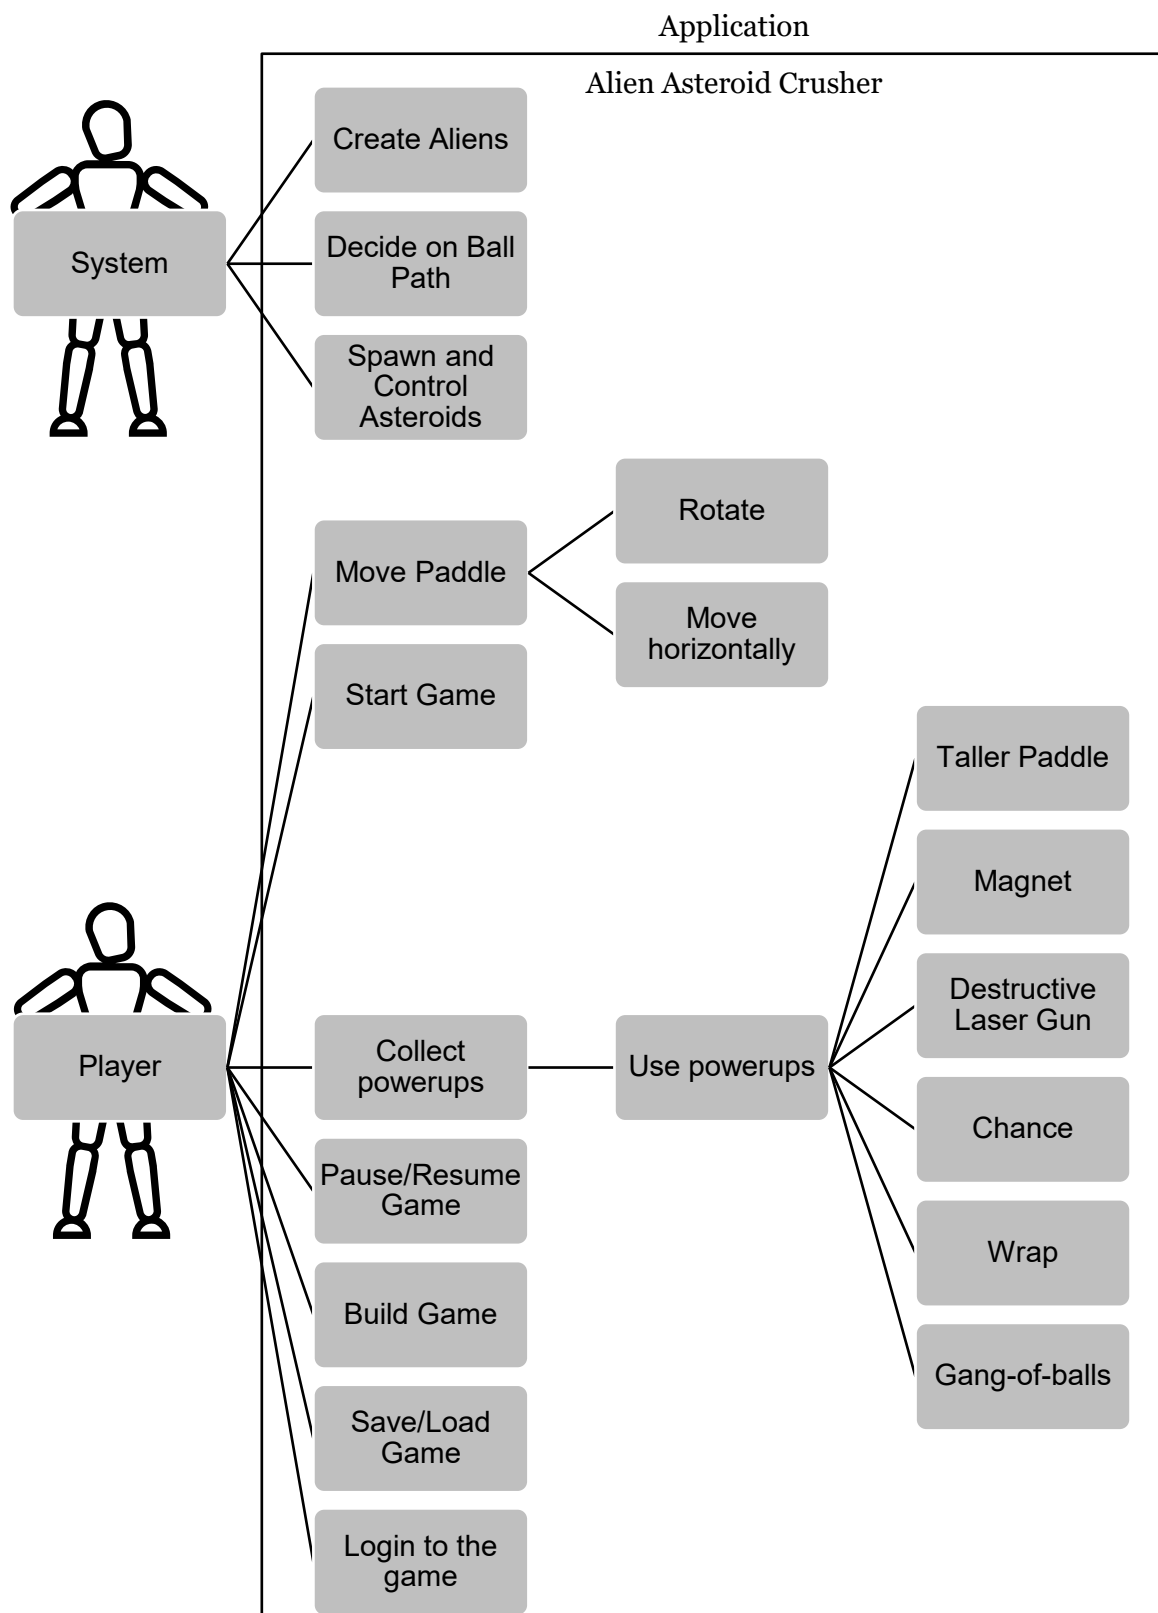 Application
Alien Asteroid Crusher
System
Create Aliens
Decide on Ball
Path
Spawn and
Control
Asteroids
Move Paddle
Rotate
Move
horizontally
Start Game
Player
Collect
powerups
Use powerups
Taller Paddle
Magnet
Destructive
Laser Gun
Chance
Wrap
Gang-of-balls
Pause/Resume
Game
Build Game
Save/Load
Game
Login to the
game